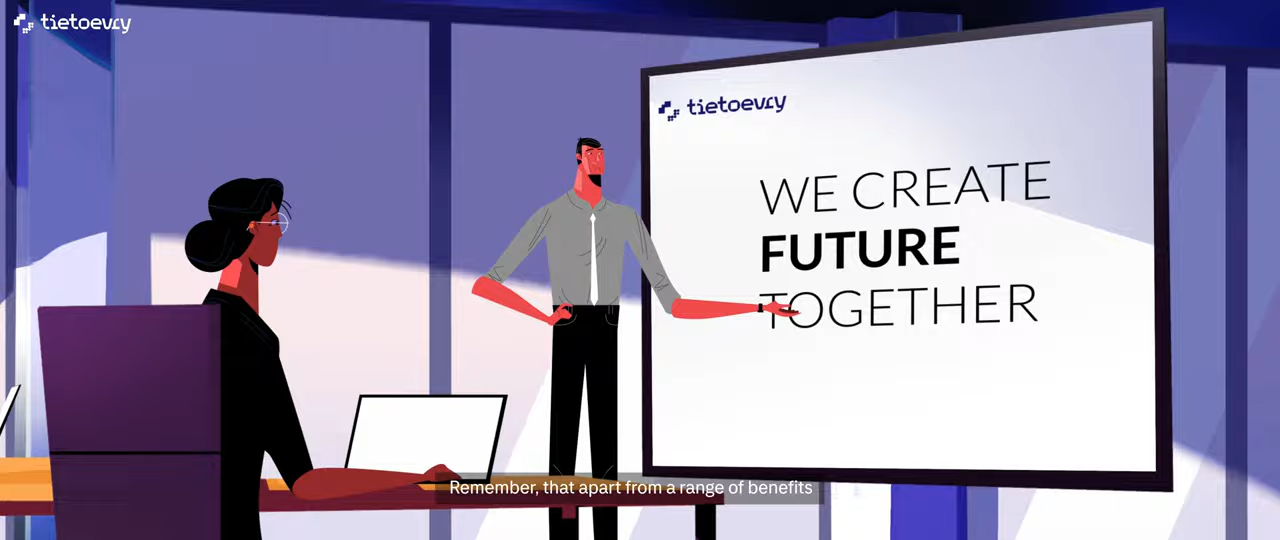 tietoevry
tietoevry
WE CREATE
FUTURE
TOGETHER
Remember, that apart from a range of benefits